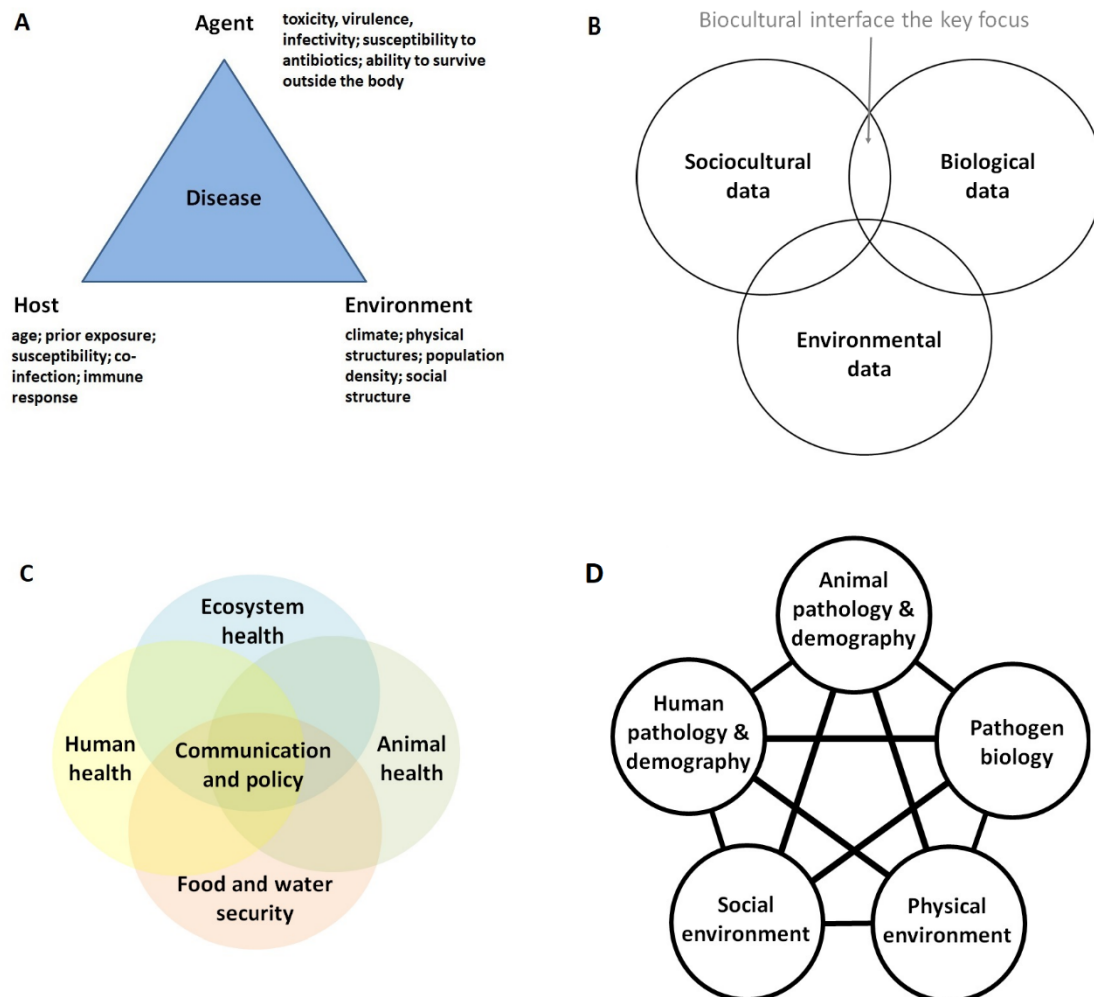 A
Agent
toxicity, virulence,
infectivity; susceptibility to
antibiotics; ability to survive
outside the body
Disease
Host
age; prior exposure;
susceptibility; co-
infection; immune
response
Environment
climate; physical
structures; population
density; social
structure
B
Biocultural interface the key focus
Sociocultural
data
Biological
data
Environmental
data
C
Ecosystem
health
Human
health
Communication
and policy
Animal
health
Food and water
security
D
Animal
pathology &
demography
Human
pathology &
demography
Pathogen
biology
Social
environment
Physical
environment